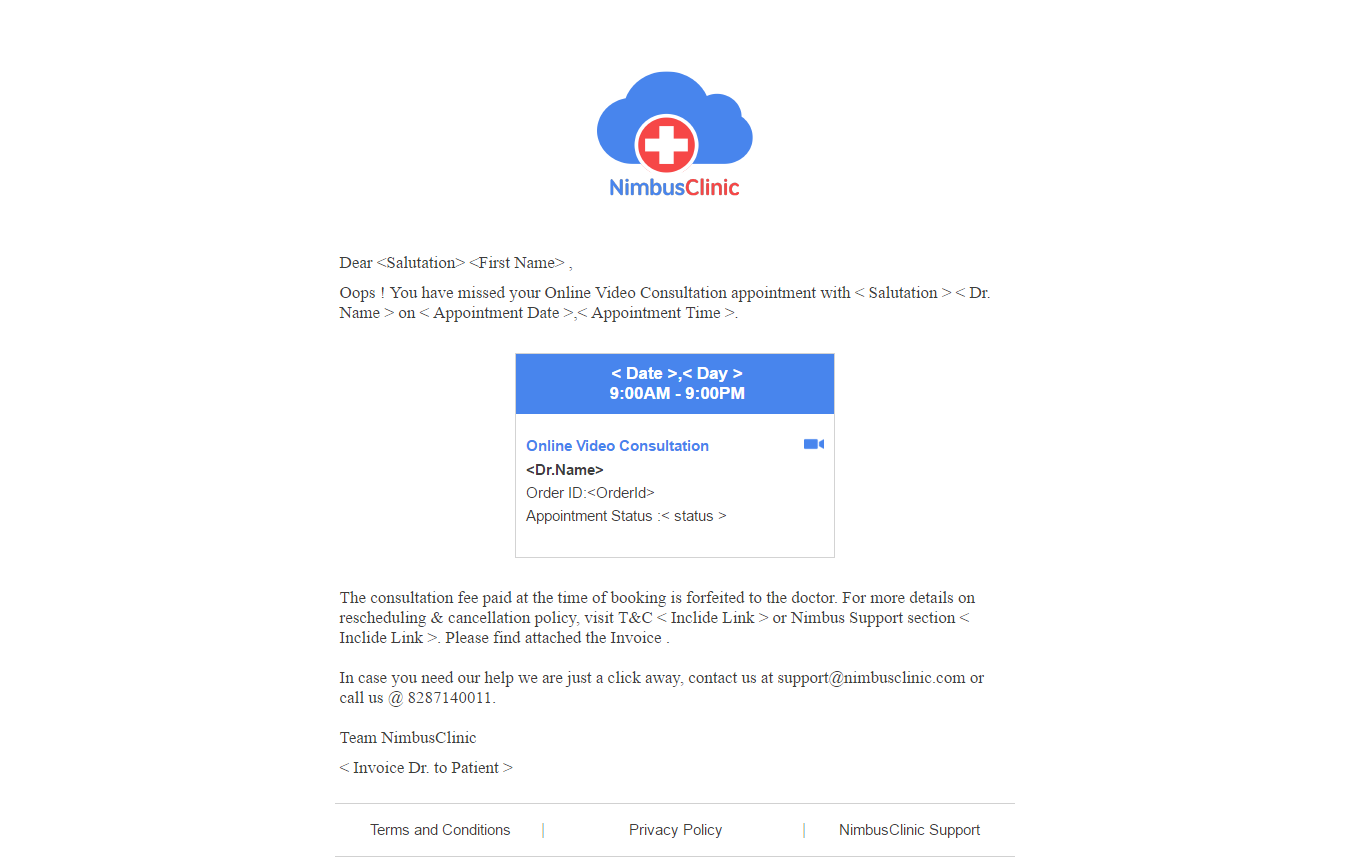 NimbusClinic
Dear <Salutation> <First Name> ,
Oops ! You have missed your Online Video Consultation appointment with < Salutation > < Dr.
Name > on < Appointment Date >,< Appointment Time >.
< Date >,< Day >
9:00AM - 9:00PM
Online Video Consultation
<Dr.Name>
Order ID:<OrderId>
Appointment Status :< status >
The consultation fee paid at the time of booking is forfeited to the doctor. For more details on
rescheduling & cancellation policy, visit T&C < Inclide Link > or Nimbus Support section <
Inclide Link >. Please find attached the Invoice .
In case you need our help we are just a click away, contact us at support@nimbusclinic.com or
call us @ 8287140011.
Team NimbusClinic
< Invoice Dr. to Patient >
Terms and Conditions | Privacy Policy | NimbusClinic Support